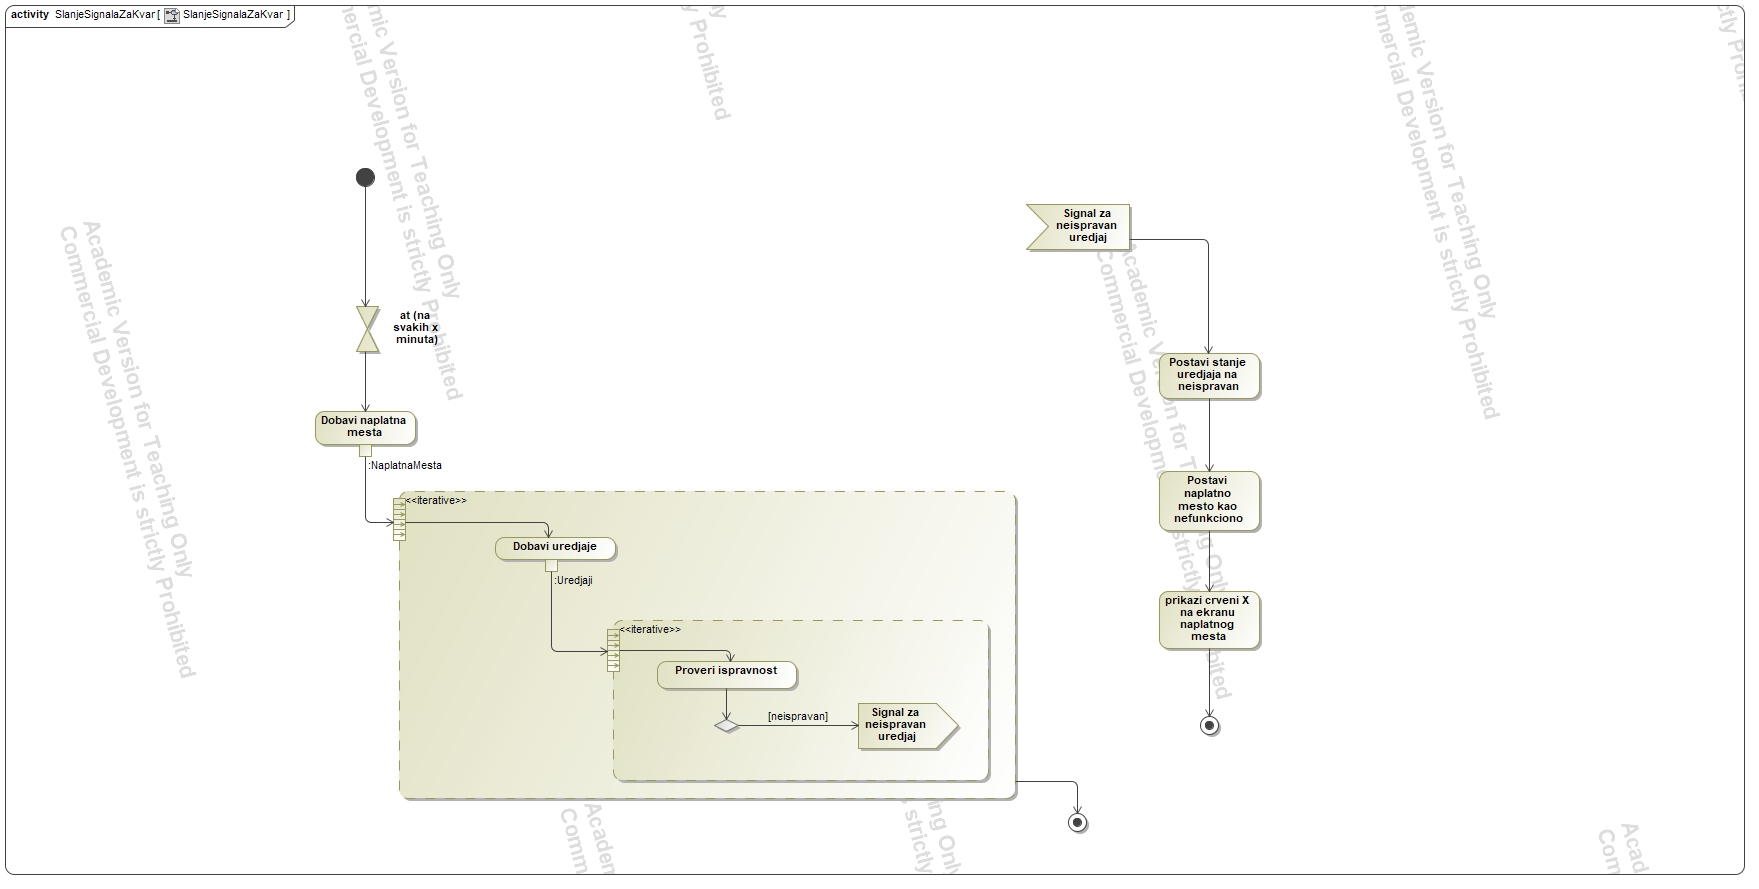 activity SlanjeSignalaZaKvar [ SlanjeSignalaZaKvar ]
at (na
svakih x
minuta)
Dobavi naplatna
mesta
:NaplatnaMesta
<<iterative>>
Dobavi uredjaje
:Uredjaji
<<iterative>>
Proveri ispravnost
[neispravan]
Signal za
neispravan
uredjaj
Signal za
neispravan
uredjaj
Postavi stanje
uredjaja na
neispravan
Postavi
naplatno
mesto kao
nefunkciono
prikazi crveni X
na ekranu
naplatnog
mesta
Academic Version for Teaching Only
Commercial Development is strictly Prohibited